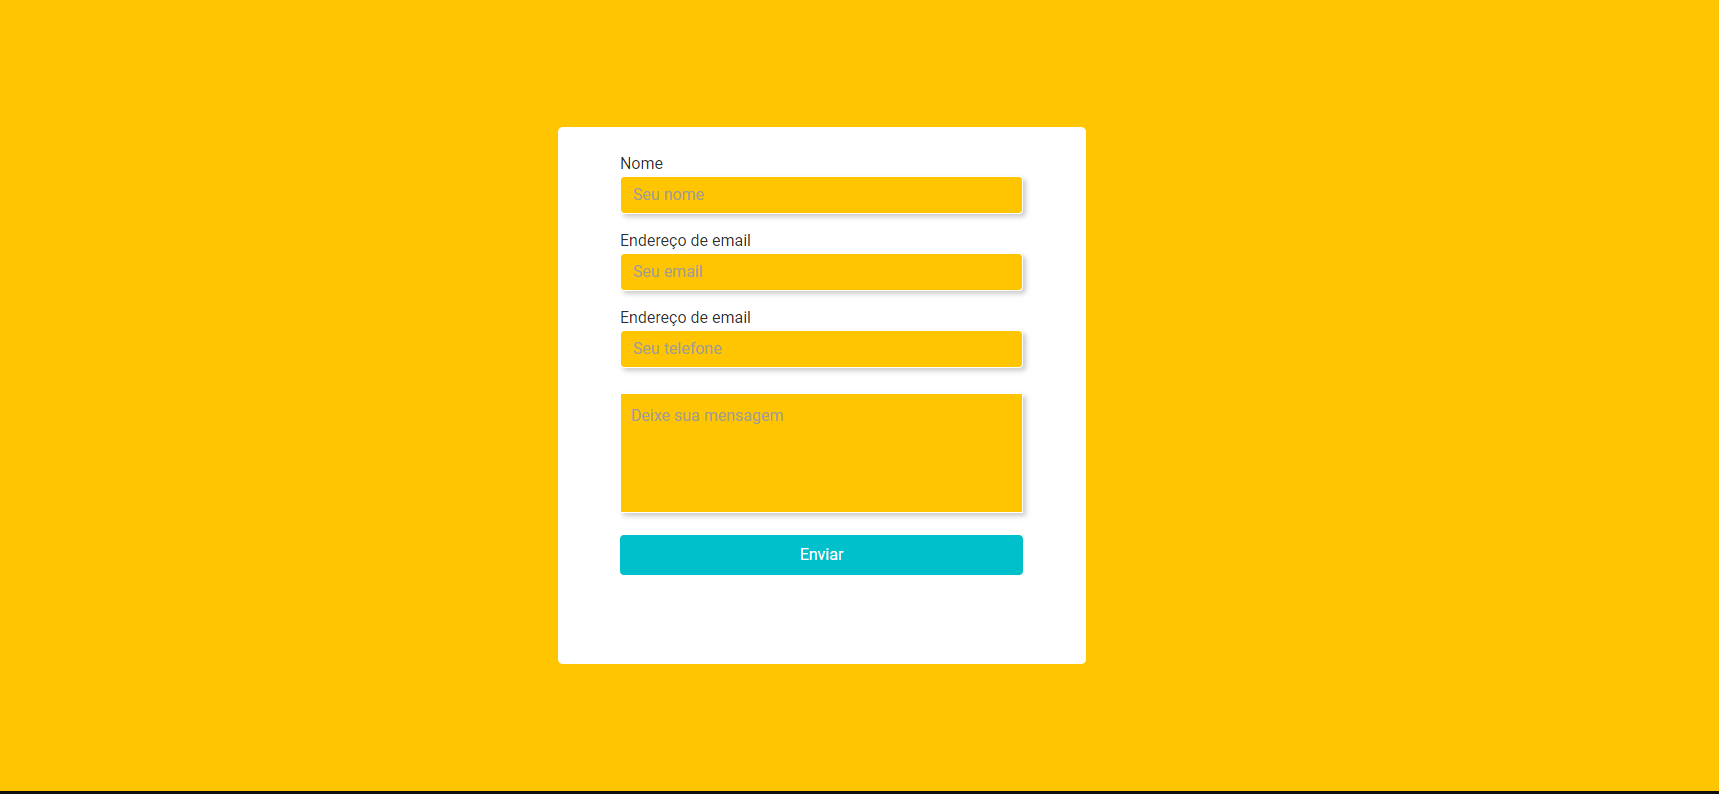 Nome
Seu nome
Endereço de email
Seu email
Endereço de email
Seu telefone
Deixe sua mensagem
Enviar